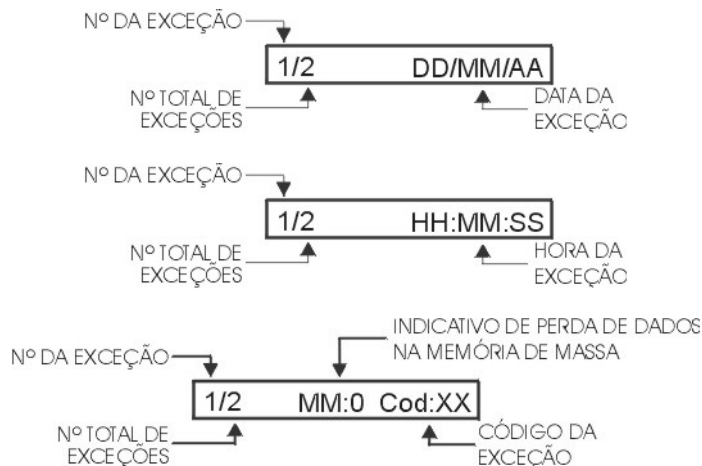 Nº DA EXCEÇÃO
1/2 DD/MM/AA
Nº TOTAL DE
EXCEÇÕES
DATA DA
EXCEÇÃO
Nº DA EXCEÇÃO
1/2 HH:MM:SS
Nº TOTAL DE
EXCEÇÕES
HORA DA
EXCEÇÃO
INDICATIVO DE PERDA DE DADOS
NA MEMÓRIA DE MASSA
Nº DA EXCEÇÃO
1/2 MM:0 Cod:XX
Nº TOTAL DE
EXCEÇÕES
CÓDIGO DA
EXCEÇÃO